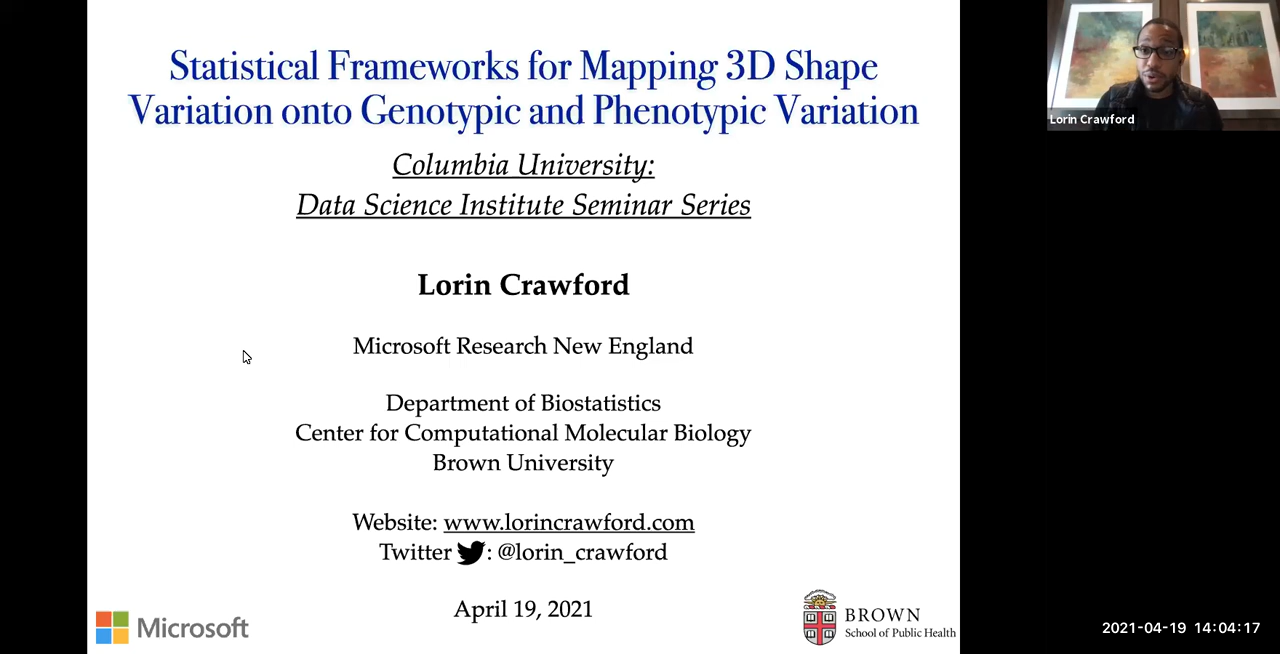 Statistical Frameworks for Mapping 3D Shape
Variation onto Genotypic and Phenotypic Variation
Columbia University:
Data Science Institute Seminar Series
Lorin Crawford
Microsoft Research New England
Department of Biostatistics
Center for Computational Molecular Biology
Brown University
Website: www.lorincrawford.com
Twitter : @lorin_crawford
April 19, 2021
Microsoft
BROWN
School of Public Health
Lorin Crawford
2021-04-19 14:04:17